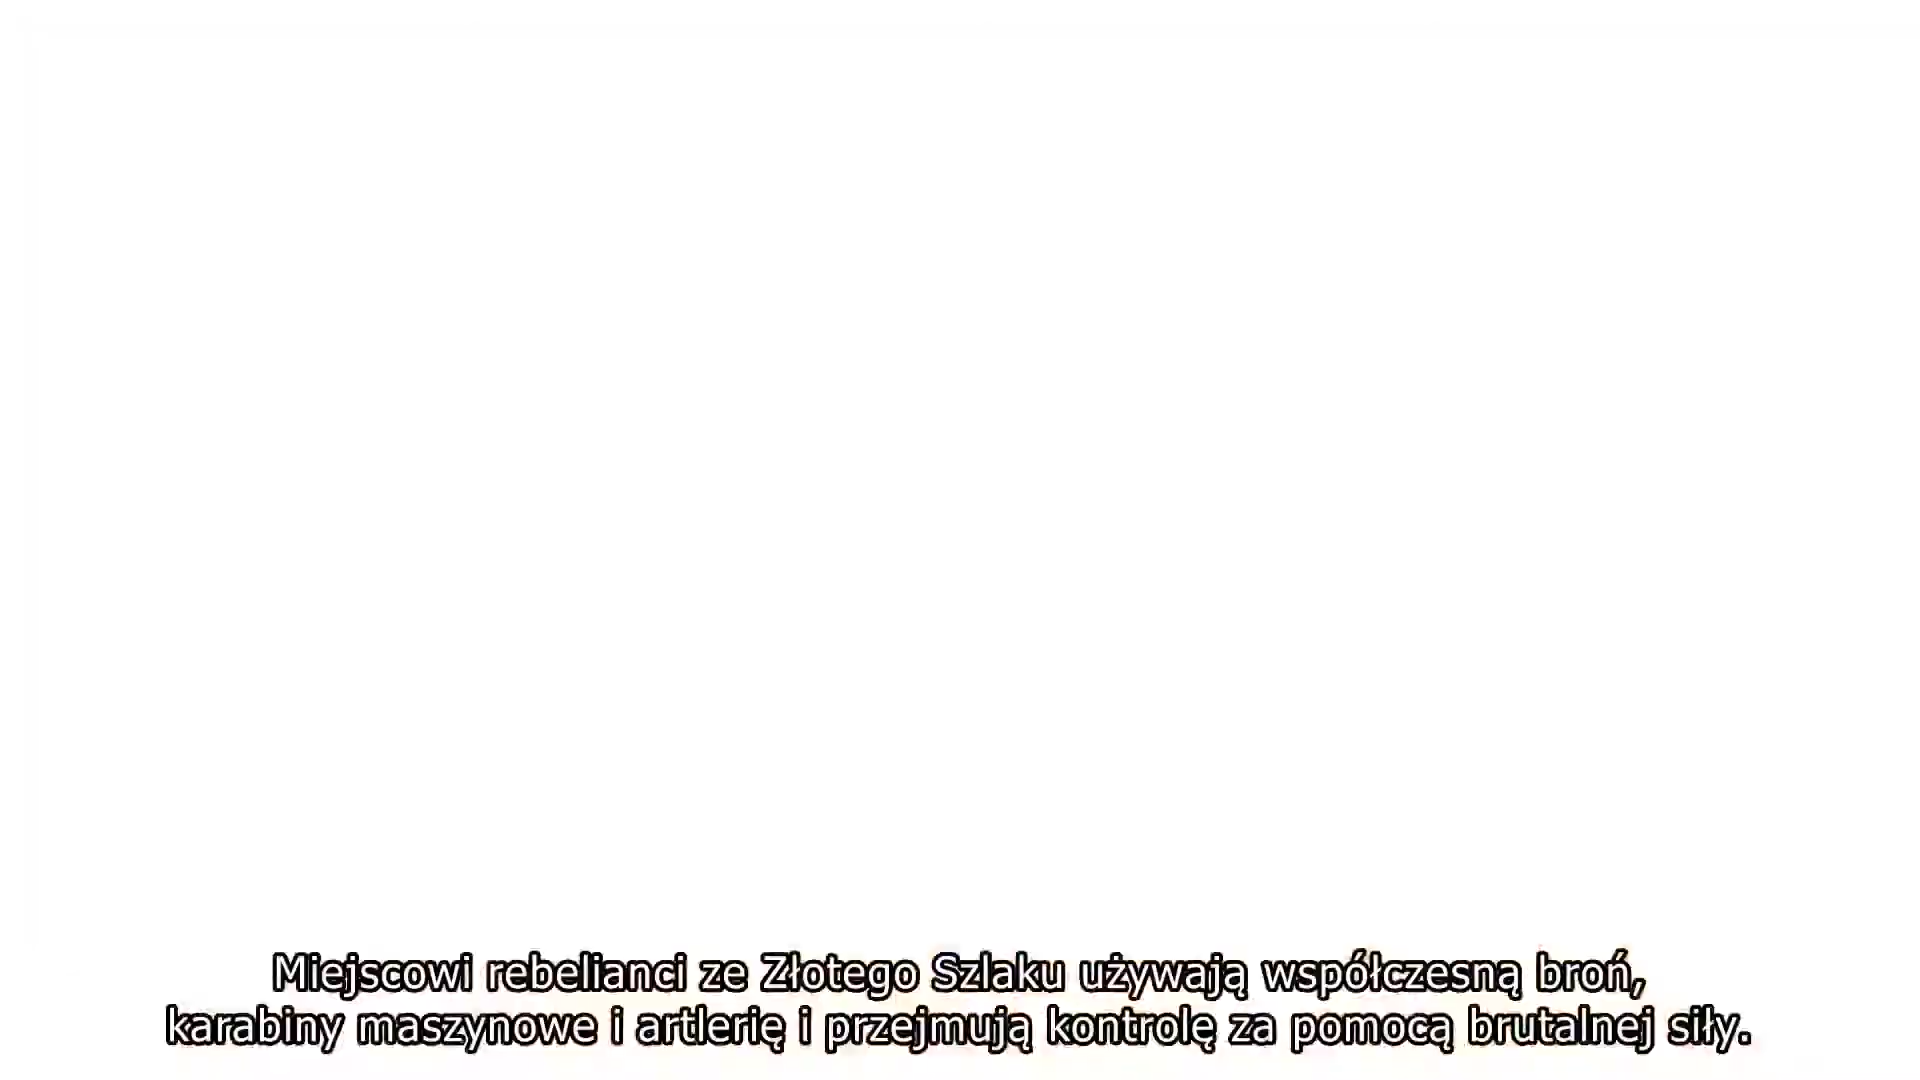 Miejscowi rebelianci ze Złotego Szlaku używają współczesną broń,
karabiny maszynowe i artlerię i przejmują kontrolę za pomocą brutalnej siły.